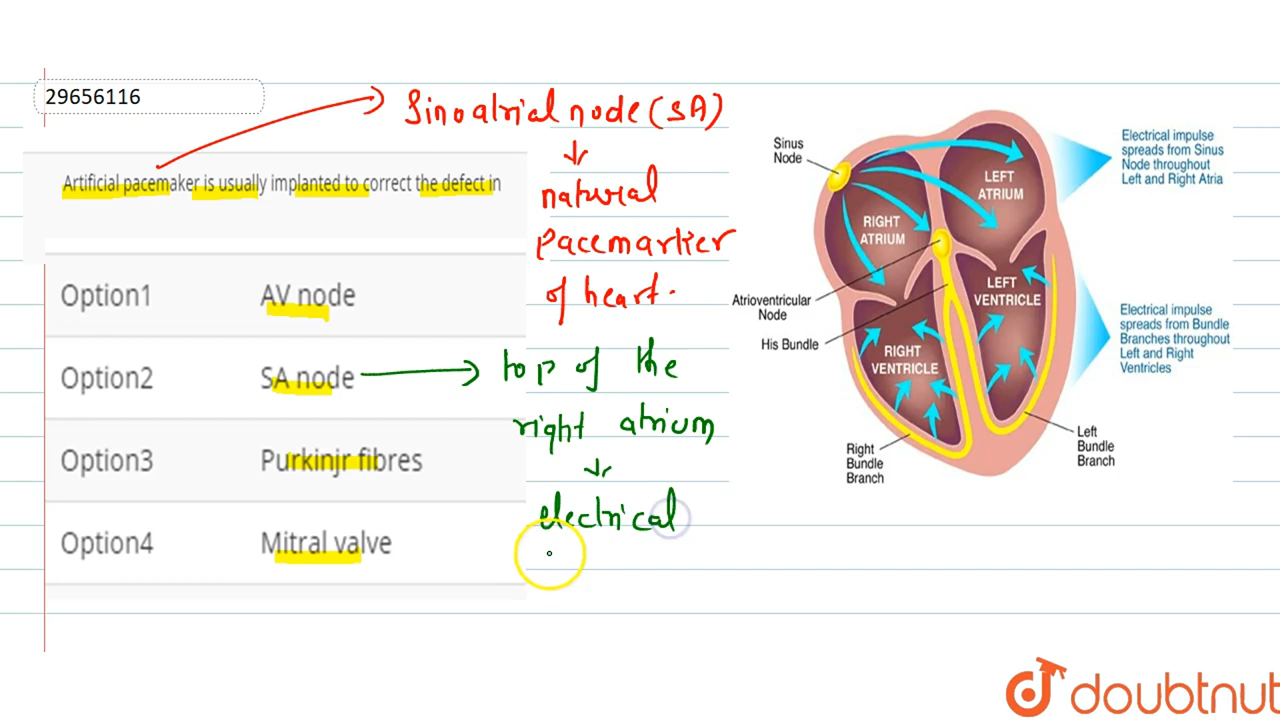 29656116
Artificial pacemaker is usually implanted to correct the defect in
Option1 AV node
Option2 SA node
Option3 Purkinjr fibres
Option4 Mitral valve
Sinoatrial node (SA)
natural
pacemarkier
of heart.
top of the
right atrium
electrical
Sinus
Node
LEFT
ATRIUM
RIGHT
ATRIUM
Electrical impulse
spreads from Sinus
Node throughout
Left and Right Atria
Atrioventricular
Node
His Bundle
LEFT
VENTRICLE
RIGHT
VENTRICLE
Electrical impulse
spreads from Bundle
Branches throughout
Left and Right
Ventricles
Right
Bundle
Branch
Left
Bundle
Branch
doubtnut